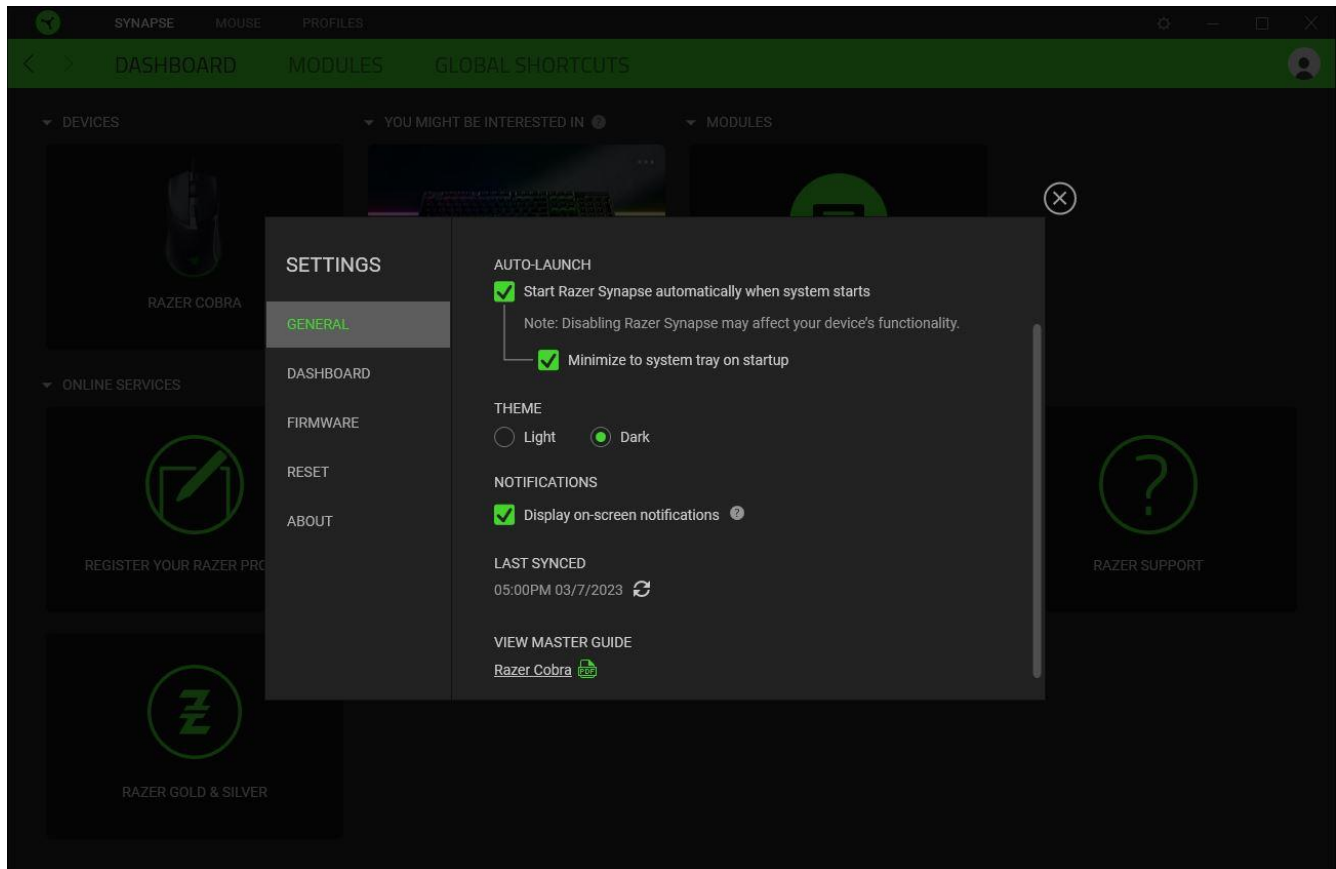 SYNAPSE MOUSE PROFILES
DASHBOARD MODULES GLOBAL SHORTCUTS
DEVICES
YOU MIGHT BE INTERESTED IN ?
MODULES
RAZER COBRA
ONLINE SERVICES
REGISTER YOUR RAZER PRO
RAZER SUPPORT
RAZER GOLD & SILVER
SETTINGS
GENERAL
DASHBOARD
FIRMWARE
RESET
ABOUT
AUTO-LAUNCH
Start Razer Synapse automatically when system starts
Note: Disabling Razer Synapse may affect your device's functionality.
Minimize to system tray on startup
THEME
Light Dark
NOTIFICATIONS
Display on-screen notifications ?
LAST SYNCED
05:00PM 03/7/2023
VIEW MASTER GUIDE
Razer Cobra PDF